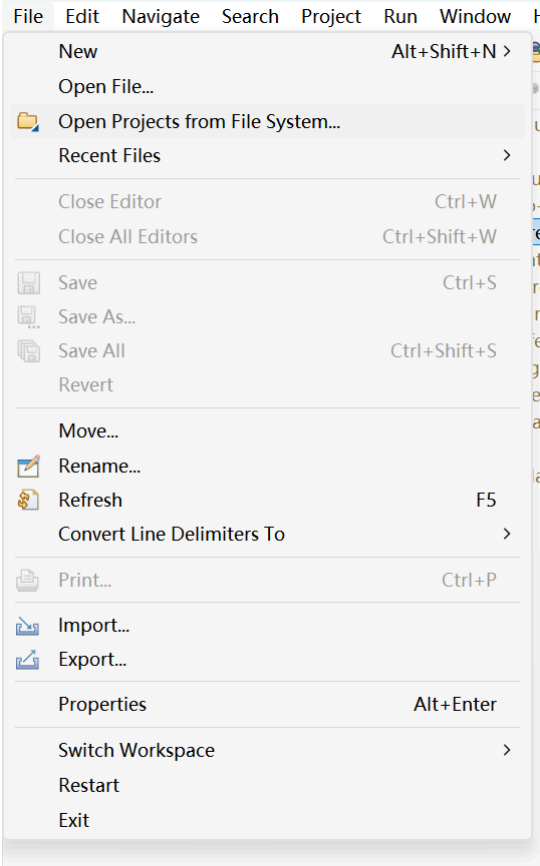 File Edit Navigate Search Project Run Window
New Alt+Shift+N >
Open File...
Open Projects from File System...
Recent Files >
Close Editor Ctrl+W
Close All Editors Ctrl+Shift+W
Save Ctrl+S
Save As...
Save All Ctrl+Shift+S
Revert
Move...
Rename...
Refresh F5
Convert Line Delimiters To >
Print... Ctrl+P
Import...
Export...
Properties Alt+Enter
Switch Workspace >
Restart
Exit